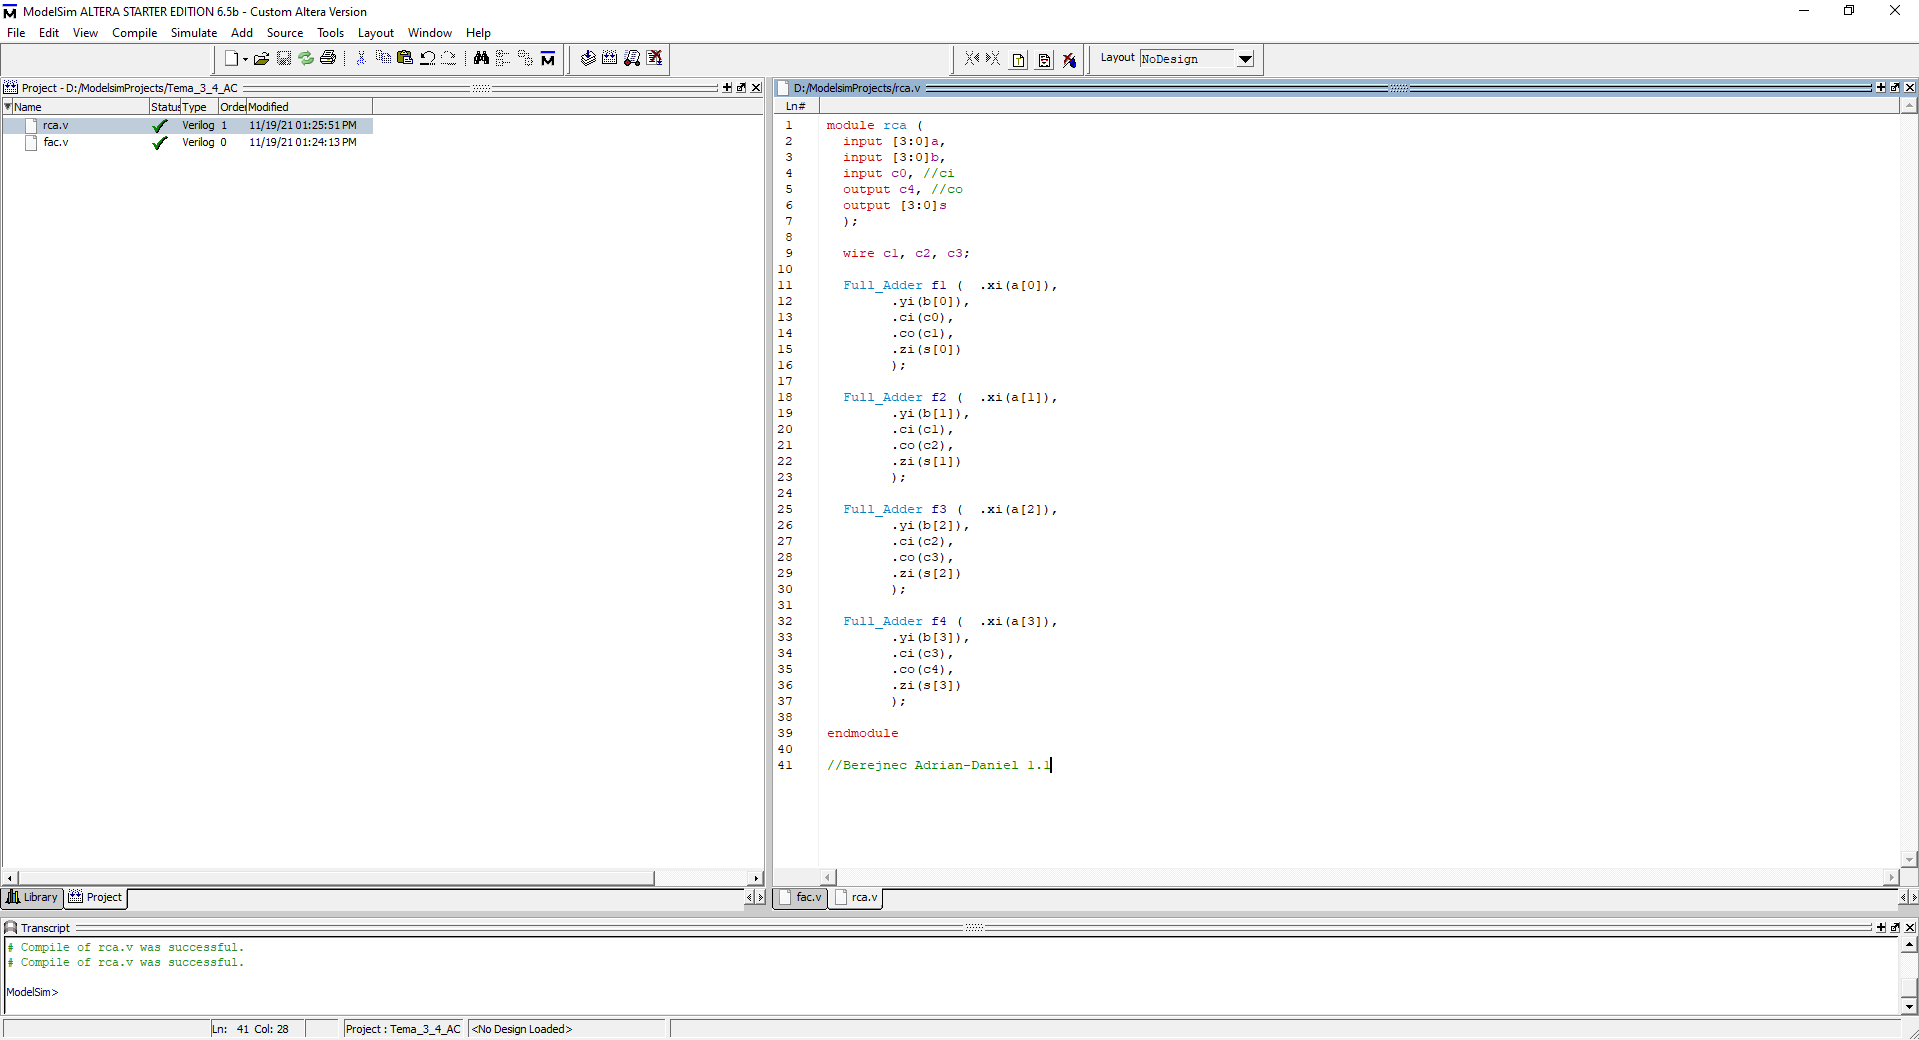 ModelSim ALTERA STARTER EDITION 6.5b - Custom Altera Version
File Edit View Compile Simulate Add Source Tools Layout Window Help
Layout NoDesign
Project - D:/ModelsimProjects/Tema_3_4_AC
Name Status Type Order Modified
rca.v Verilog 1 11/19/21 01:25:51 PM
fac.v Verilog 0 11/19/21 01:24:13 PM
Library Project
D:/ModelsimProjects/rca.v
Ln#
1 module rca (
2 input [3:0]a,
3 input [3:0]b,
4 input c0, //ci
5 output c4, //co
6 output [3:0]s
7 );
8
9 wire c1, c2, c3;
10
11 Full_Adder f1 ( .xi(a[0]),
12 .yi(b[0]),
13 .ci(c0),
14 .co(c1),
15 .zi(s[0])
16 );
17
18 Full_Adder f2 ( .xi(a[1]),
19 .yi(b[1]),
20 .ci(c1),
21 .co(c2),
22 .zi(s[1])
23 );
24
25 Full_Adder f3 ( .xi(a[2]),
26 .yi(b[2]),
27 .ci(c2),
28 .co(c3),
29 .zi(s[2])
30 );
31
32 Full_Adder f4 ( .xi(a[3]),
33 .yi(b[3]),
34 .ci(c3),
35 .co(c4),
36 .zi(s[3])
37 );
38
39 endmodule
40
41 //Berejnec Adrian-Daniel 1.1
fac.v rca.v
Transcript
# Compile of rca.v was successful.
# Compile of rca.v was successful.
ModelSim>
Ln: 41 Col: 28 Project : Tema_3_4_AC <No Design Loaded>